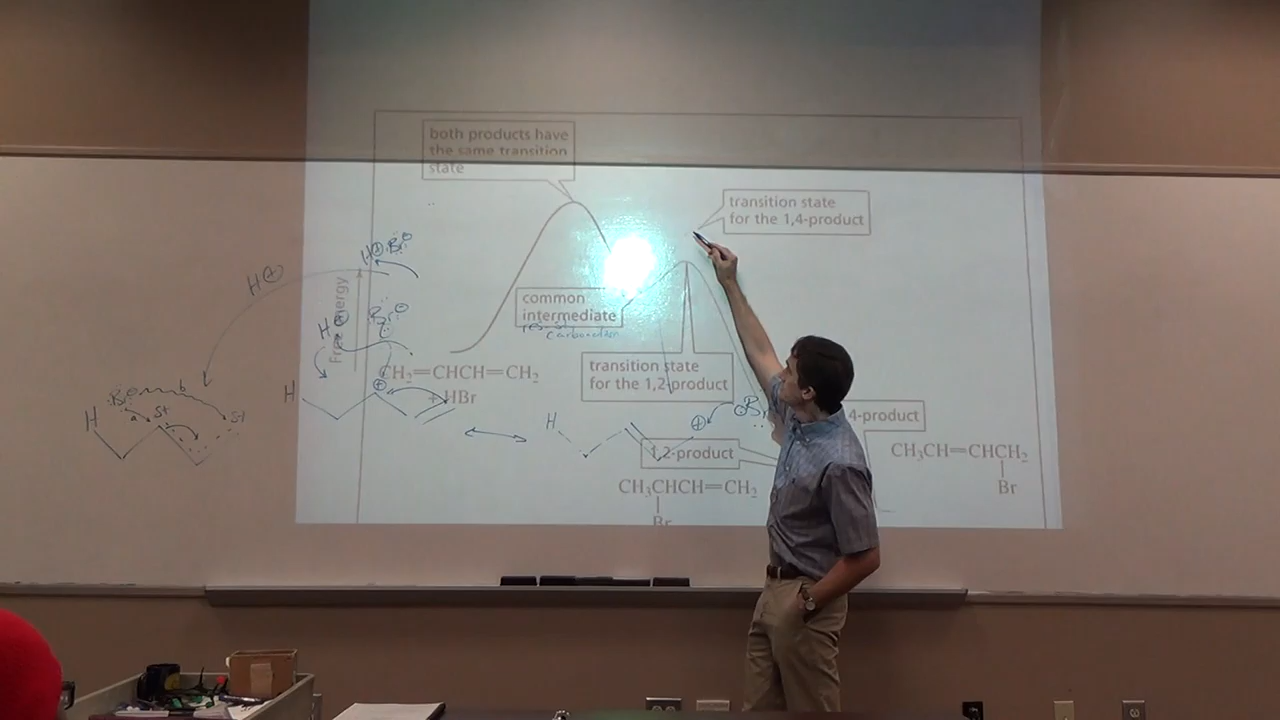 both products have
the same transition
state
transition state
for the 1,4-product
Free energy
common
intermediate
carbocation
CH₂=CHCH=CH₂
+ HBr
transition state
for the 1,2-product
1,2-product
CH₃CHCH=CH₂
Br
4-product
CH₃CH=CHCH₂
Br
H⊕
H⊕ Br⊖
H⊕
Br⊖
H
⊕
H
⊕
⊖Br
Br⊖
H
δ+
δ+